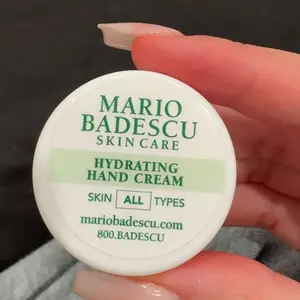 MARIO
BADESCU
SKIN CARE
HYDRATING
HAND CREAM
SKIN ALL TYPES
mariobadescu.com
800.BADESCU